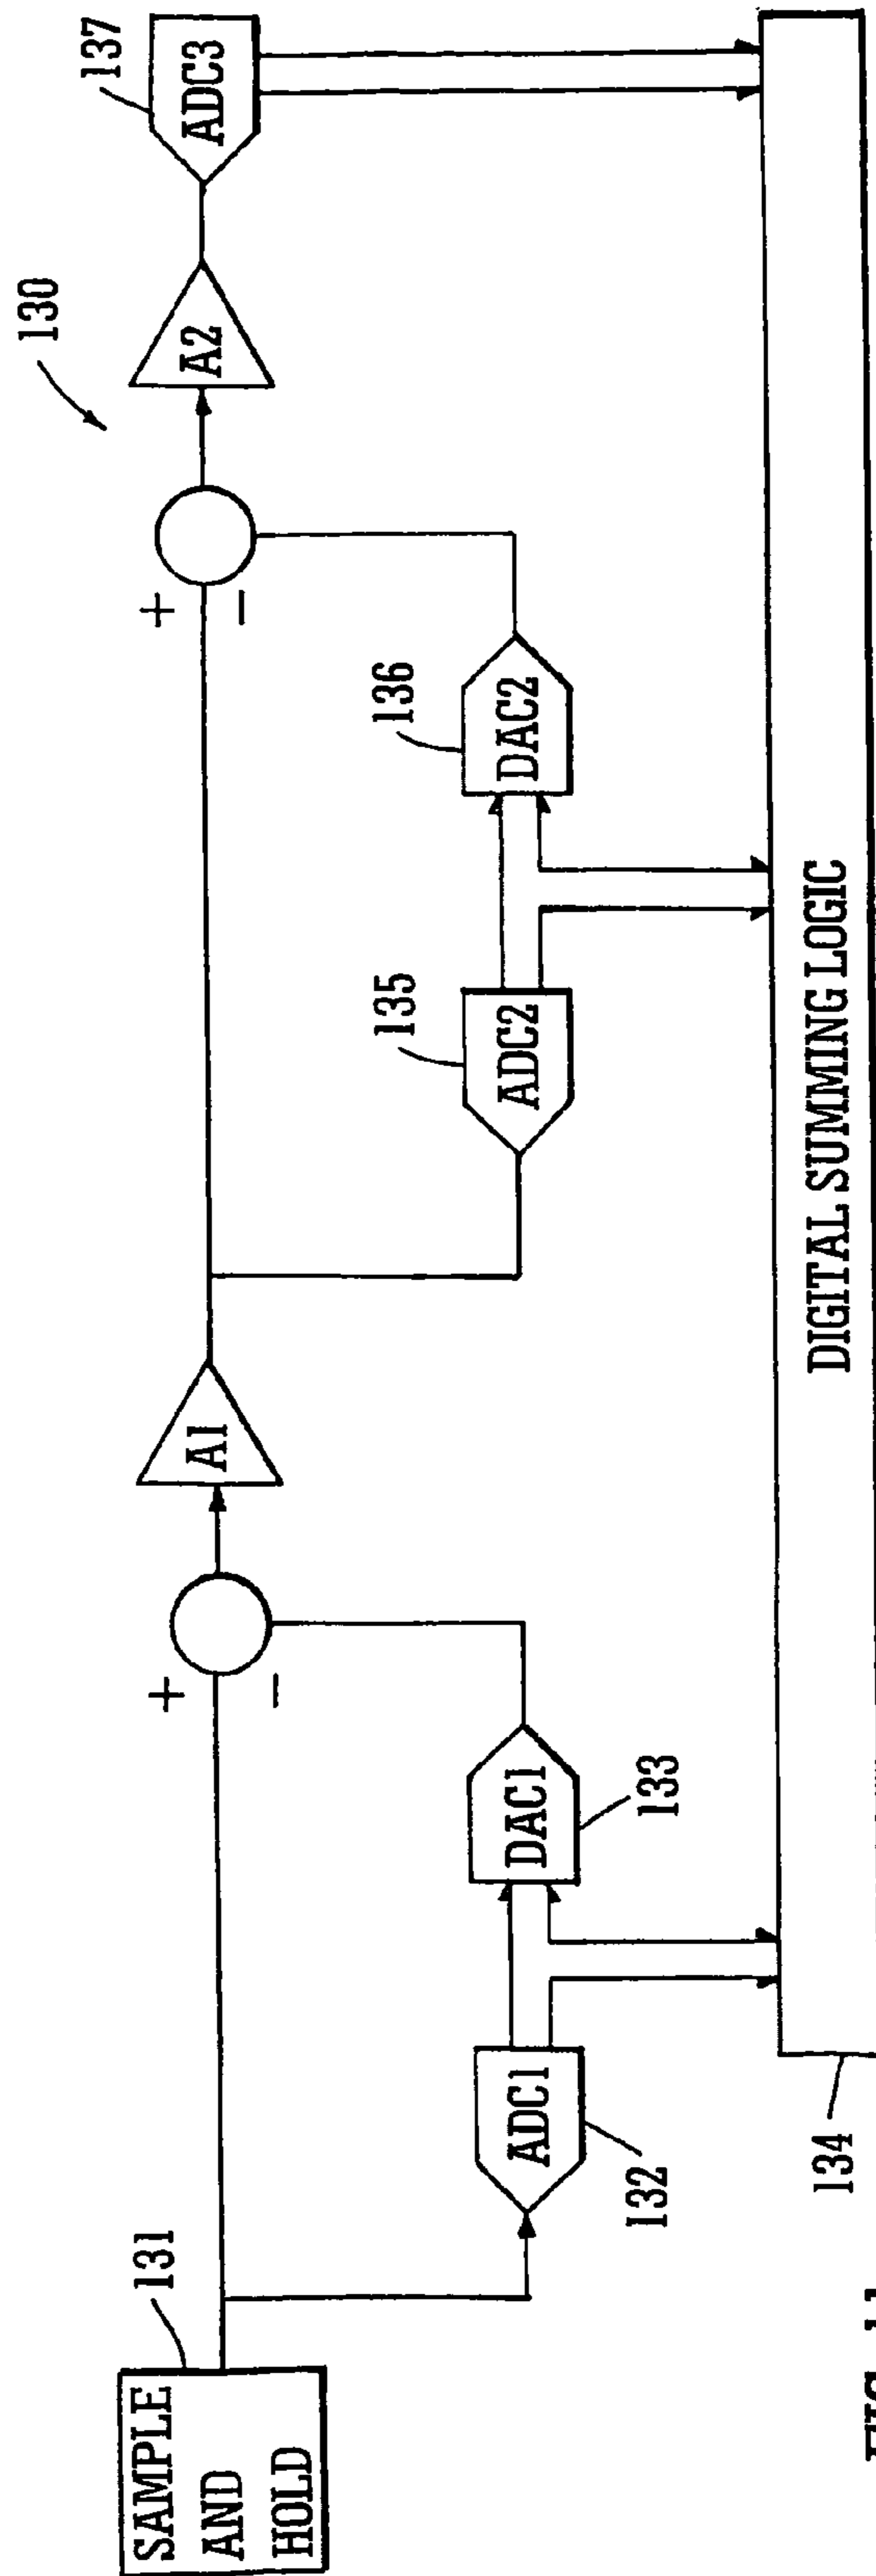 130
SAMPLE
AND
HOLD
131
+
−
A1
+
−
A2
ADC3
137
ADC1
132
DAC1
133
ADC2
135
DAC2
136
DIGITAL SUMMING LOGIC
134